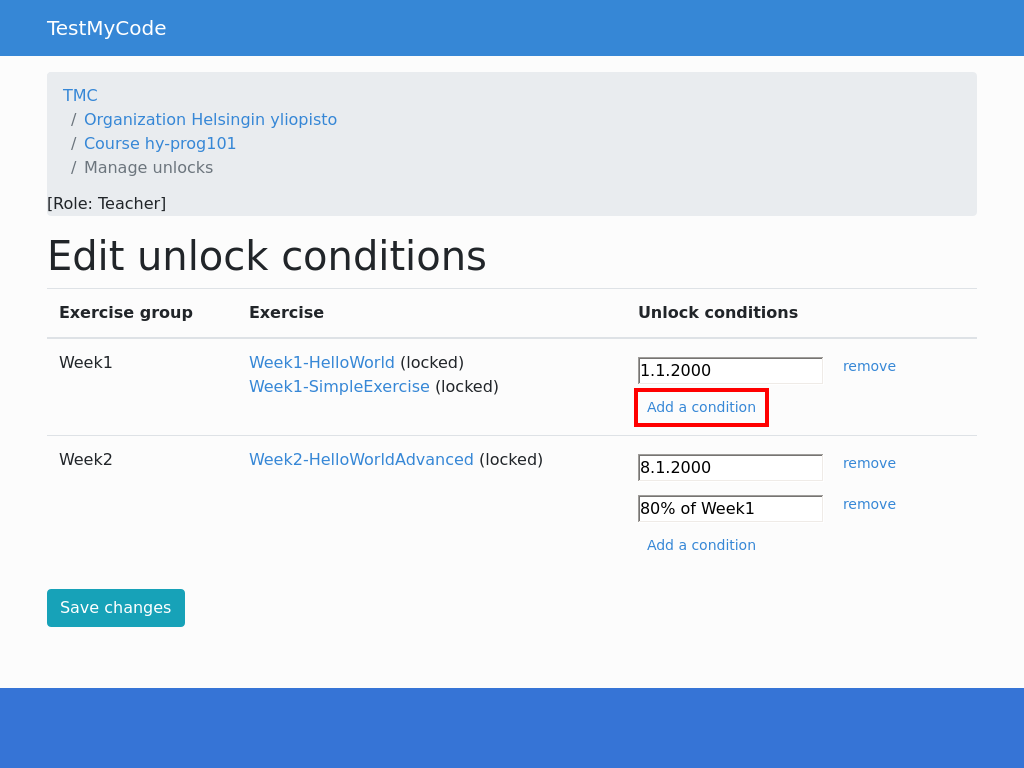 TestMyCode
TMC
/ Organization Helsingin yliopisto
/ Course hy-prog101
/ Manage unlocks
[Role: Teacher]
Edit unlock conditions
Exercise group Exercise Unlock conditions
Week1 Week1-HelloWorld (locked) 1.1.2000 remove
Week1-SimpleExercise (locked)
Add a condition
Week2 Week2-HelloWorldAdvanced (locked) 8.1.2000 remove
80% of Week1 remove
Add a condition
Save changes